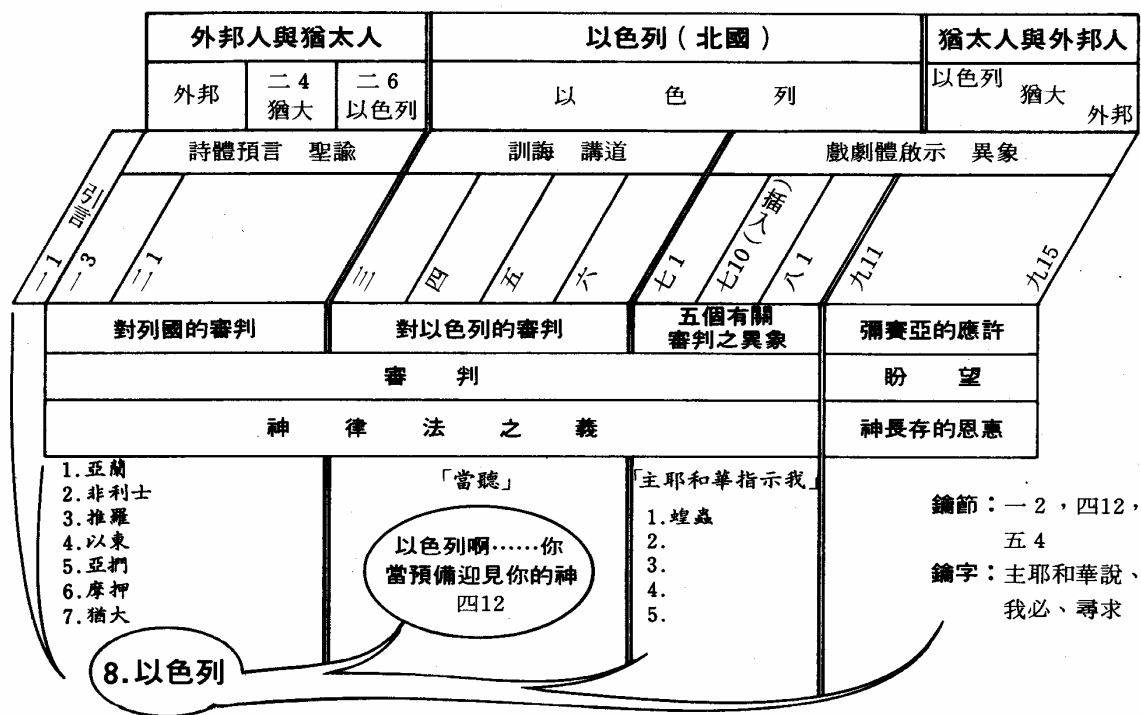 外邦人與猶太人
以色列（北國）
猶太人與外邦人
外邦
二4
猶大
二6
以色列
以色列
以色列
猶大
外邦
引言
詩體預言 聖諭
訓誨 講道
戲劇體啟示 異象
一1
一3
二1
三
四
五
六
七1
七10（插入）
八1
九11
九15
對列國的審判
對以色列的審判
五個有關
審判之異象
彌賽亞的應許
審判
盼望
神律法之義
神長存的恩惠
1.亞蘭
2.非利士
3.推羅
4.以東
5.亞捫
6.摩押
7.猶大
8.以色列
「當聽」
以色列啊……你
當預備迎見你的神
四12
「主耶和華指示我」
1.蝗蟲
2.
3.
4.
5.
鑰節：一2，四12，
五4
鑰字：主耶和華說、
我必、尋求